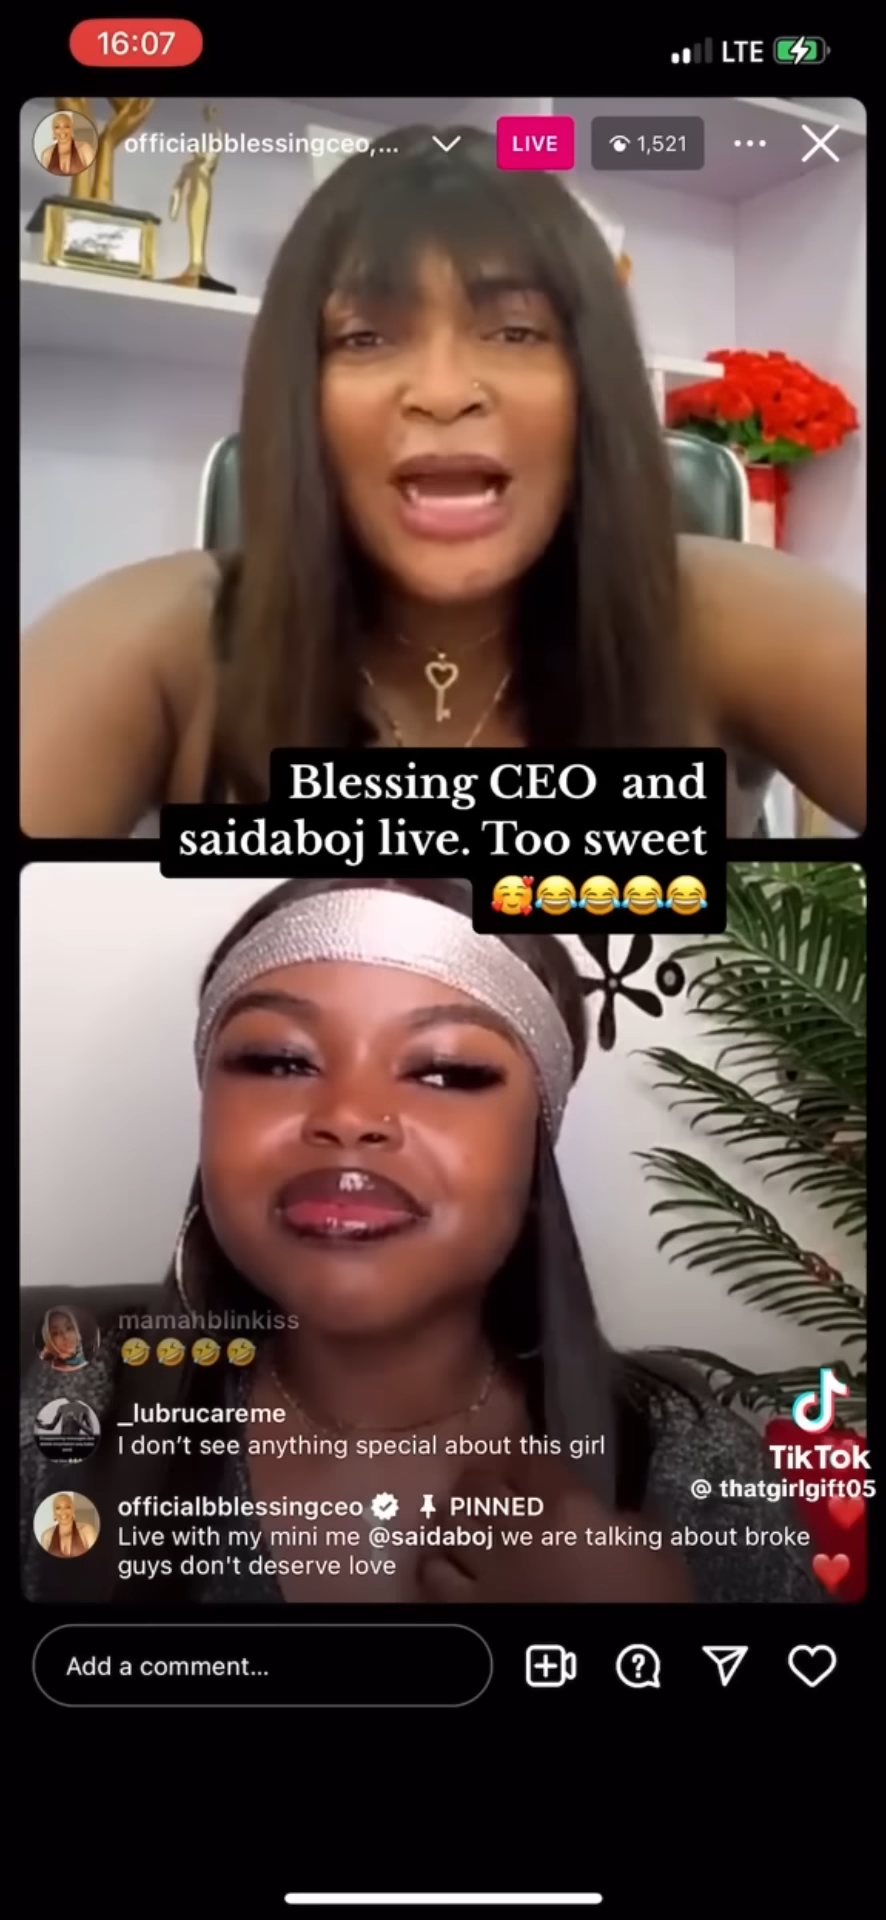 16:07
LTE
officialbblessingceo,...
LIVE
1,521
Blessing CEO and
saidaboj live. Too sweet
🥰😂😂😂😂
mamahblinkiss
🤣🤣🤣🤣
_lubrucareme
I don't see anything special about this girl
TikTok
@ thatgirlgift05
officialbblessingceo PINNED
Live with my mini me @saidaboj we are talking about broke
guys don't deserve love
Add a comment...